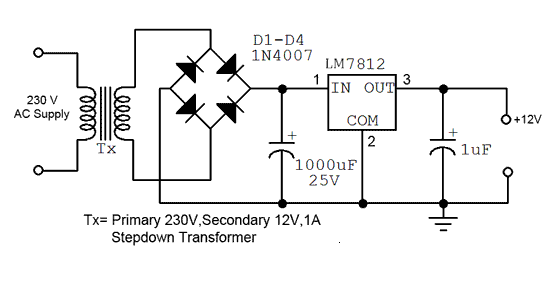 D1-D4
1N4007
LM7812
1
IN OUT
3
230 V
AC Supply
COM
+12V
Tx
+
2
+
1000uF
25V
1uF
Tx= Primary 230V,Secondary 12V,1A
Stepdown Transformer